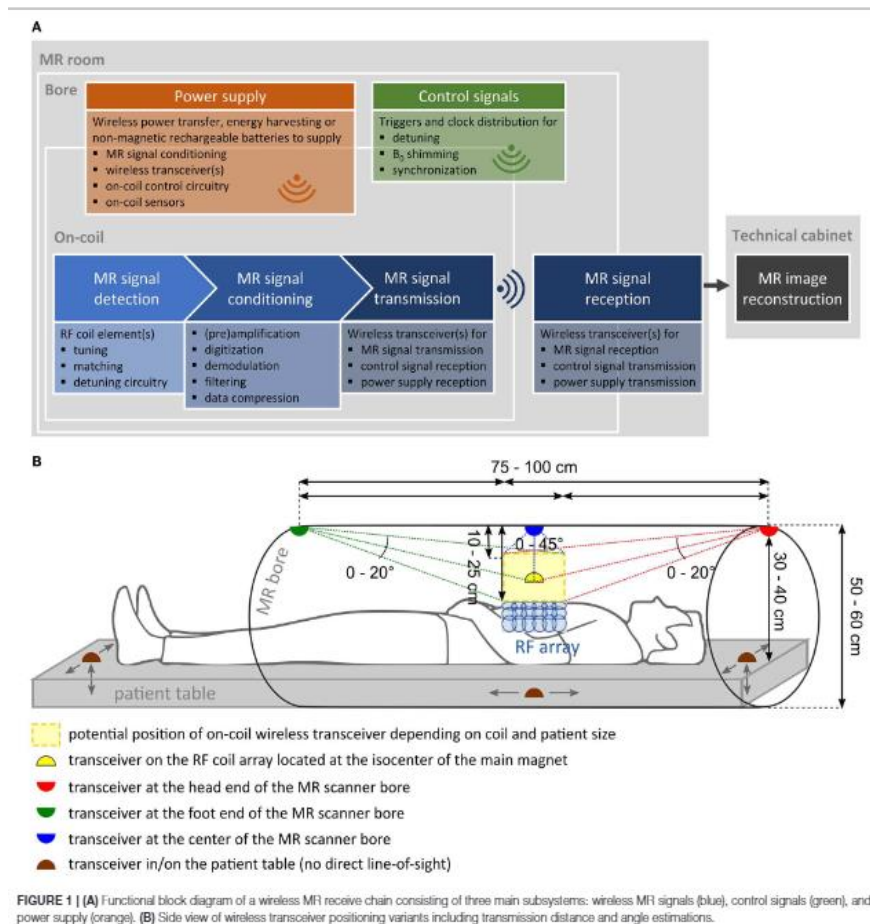 A
MR room
Bore
Power supply
Wireless power transfer, energy harvesting or
non-magnetic rechargeable batteries to supply
▪ MR signal conditioning
▪ wireless transceiver(s)
▪ on-coil control circuitry
▪ on-coil sensors
Control signals
Triggers and clock distribution for
▪ detuning
▪ B₀ shimming
▪ synchronization
On-coil
MR signal
detection
RF coil element(s)
▪ tuning
▪ matching
▪ detuning circuitry
MR signal
conditioning
▪ (pre)amplification
▪ digitization
▪ demodulation
▪ filtering
▪ data compression
MR signal
transmission
Wireless transceiver(s) for
▪ MR signal transmission
▪ control signal reception
▪ power supply reception
MR signal
reception
Wireless transceiver(s) for
▪ MR signal reception
▪ control signal transmission
▪ power supply transmission
Technical cabinet
MR image
reconstruction
B
75 - 100 cm
MR bore
0 - 20°
10 - 25 cm
0 - 45°
0 - 20°
30 - 40 cm
50 - 60 cm
RF array
patient table
potential position of on-coil wireless transceiver depending on coil and patient size
transceiver on the RF coil array located at the isocenter of the main magnet
transceiver at the head end of the MR scanner bore
transceiver at the foot end of the MR scanner bore
transceiver at the center of the MR scanner bore
transceiver in/on the patient table (no direct line-of-sight)
FIGURE 1 | (A) Functional block diagram of a wireless MR receive chain consisting of three main subsystems: wireless MR signals (blue), control signals (green), and
power supply (orange). (B) Side view of wireless transceiver positioning variants including transmission distance and angle estimations.